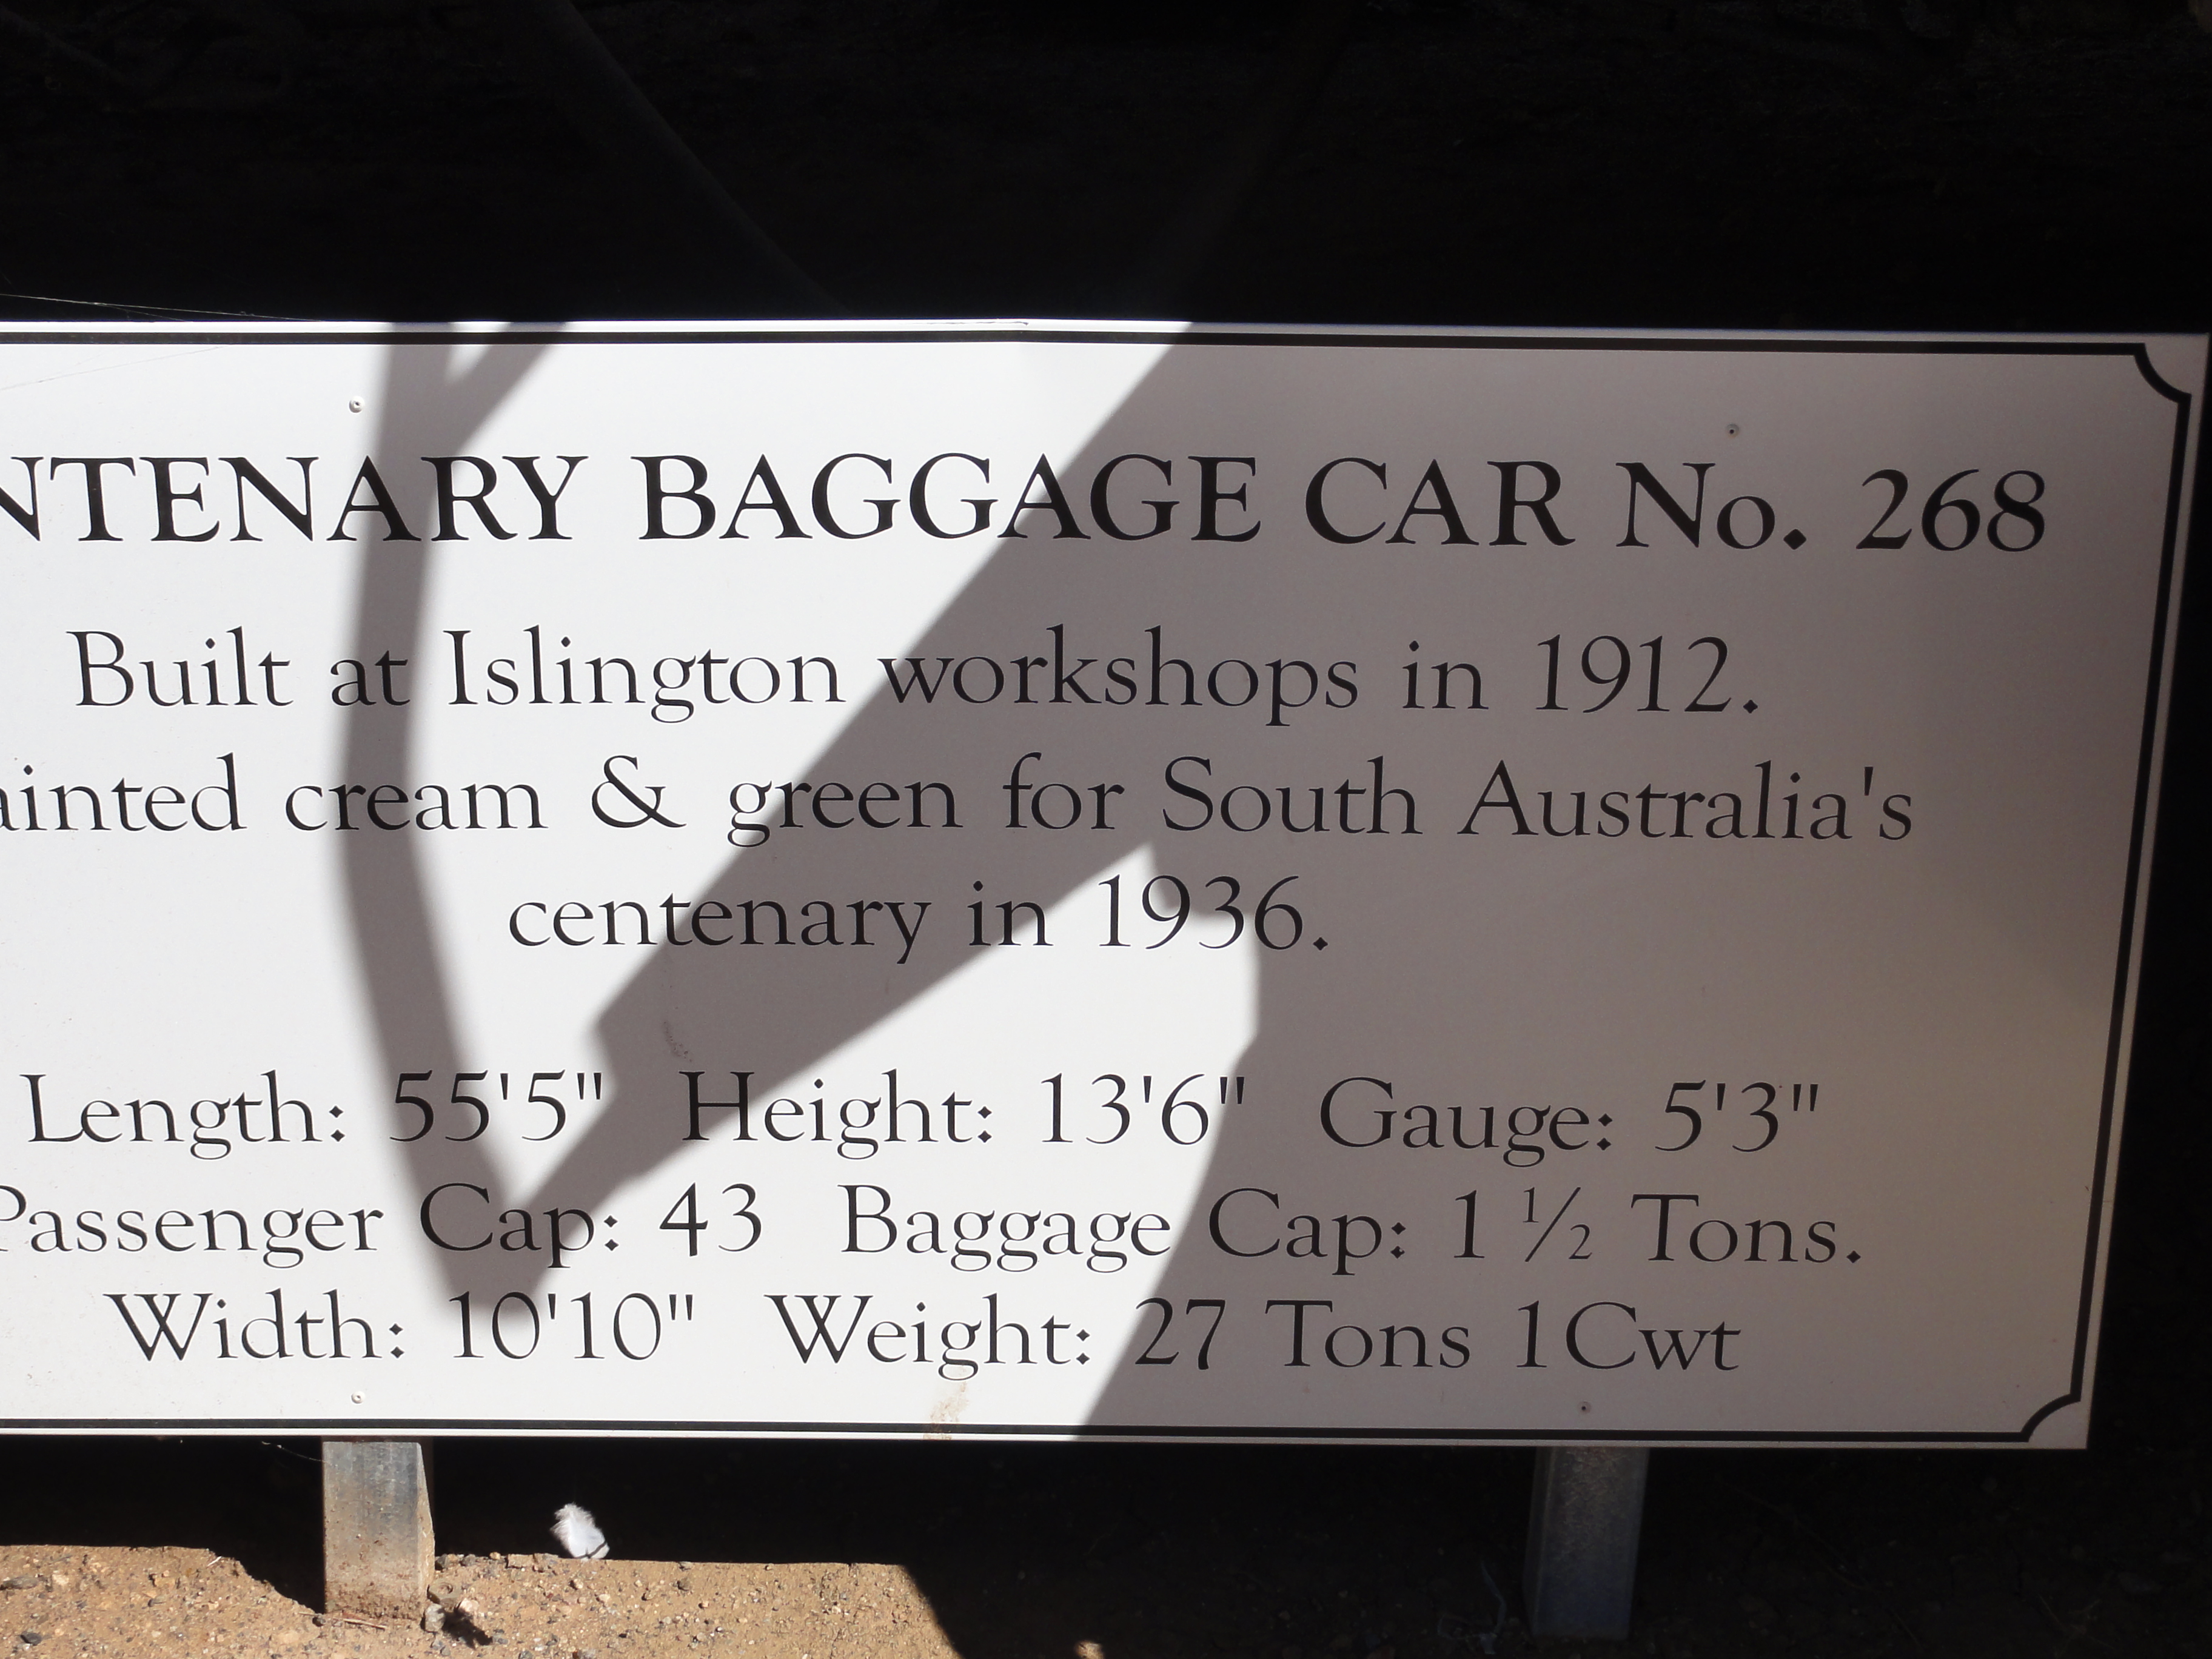 NTENARY BAGGAGE CAR No. 268
Built at Islington workshops in 1912.
ainted cream & green for South Australia's
centenary in 1936.
Length: 55'5" Height: 13'6" Gauge: 5'3"
Passenger Cap: 43 Baggage Cap: 1 ½ Tons.
Width: 10'10" Weight: 27 Tons 1Cwt